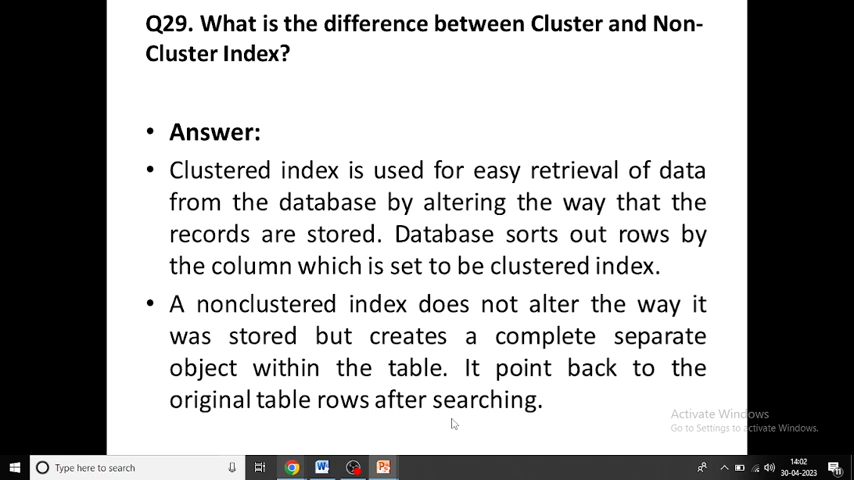 Q29. What is the difference between Cluster and Non-
Cluster Index?
• Answer:
• Clustered index is used for easy retrieval of data
from the database by altering the way that the
records are stored. Database sorts out rows by
the column which is set to be clustered index.
• A nonclustered index does not alter the way it
was stored but creates a complete separate
object within the table. It point back to the
original table rows after searching.
Activate Windows
Go to Settings to activate Windows.
Type here to search
14:02
30-04-2023